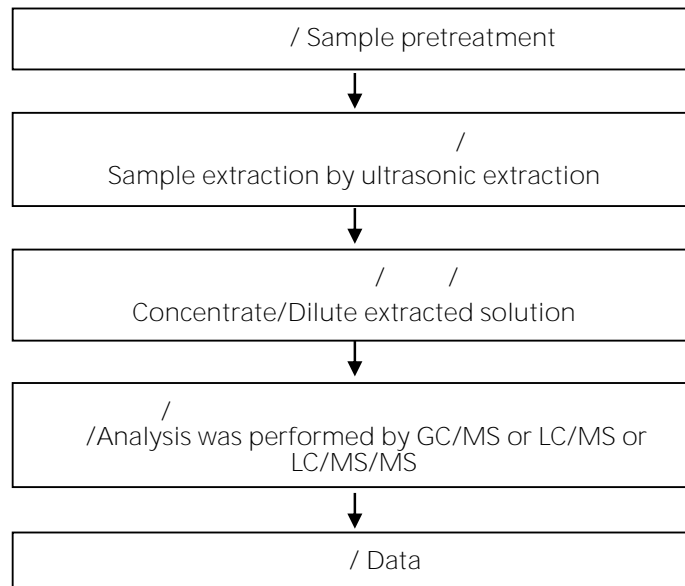 / Sample pretreatment
/
Sample extraction by ultrasonic extraction
/ /
Concentrate/Dilute extracted solution
/
/Analysis was performed by GC/MS or LC/MS or
LC/MS/MS
/ Data